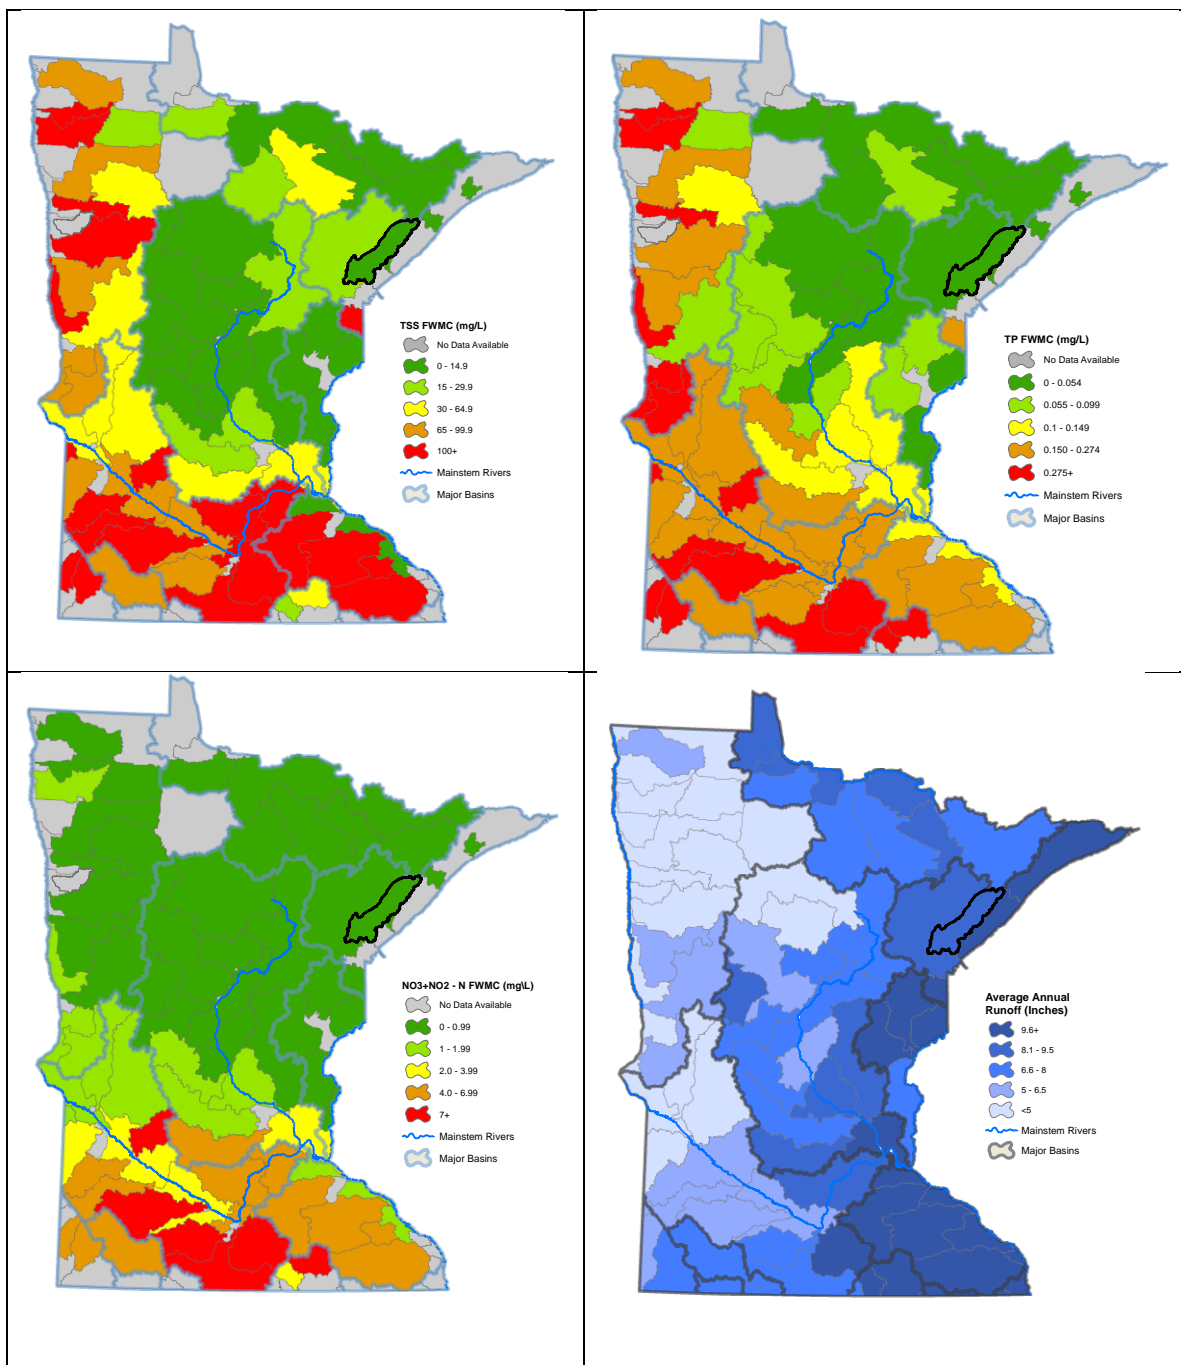 TSS FWMC (mg/L)
No Data Available
0 - 14.9
15 - 29.9
30 - 64.9
65 - 99.9
100+
Mainstem Rivers
Major Basins
TP FWMC (mg/L)
No Data Available
0 - 0.054
0.055 - 0.099
0.1 - 0.149
0.150 - 0.274
0.275+
Mainstem Rivers
Major Basins
NO3+NO2 - N FWMC (mg\L)
No Data Available
0 - 0.99
1 - 1.99
2.0 - 3.99
4.0 - 6.99
7+
Mainstem Rivers
Major Basins
Average Annual
Runoff (Inches)
9.6+
8.1 - 9.5
6.6 - 8
5 - 6.5
<5
Mainstem Rivers
Major Basins